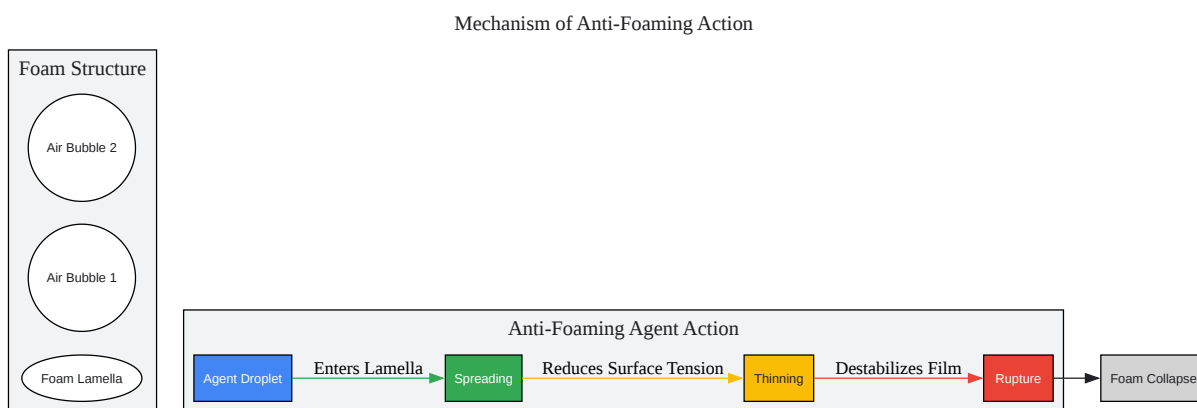 Mechanism of Anti-Foaming Action
Foam Structure
Air Bubble 2
Air Bubble 1
Foam Lamella
Anti-Foaming Agent Action
Agent Droplet
Enters Lamella
Spreading
Reduces Surface Tension
Thinning
Destabilizes Film
Rupture
Foam Collapse